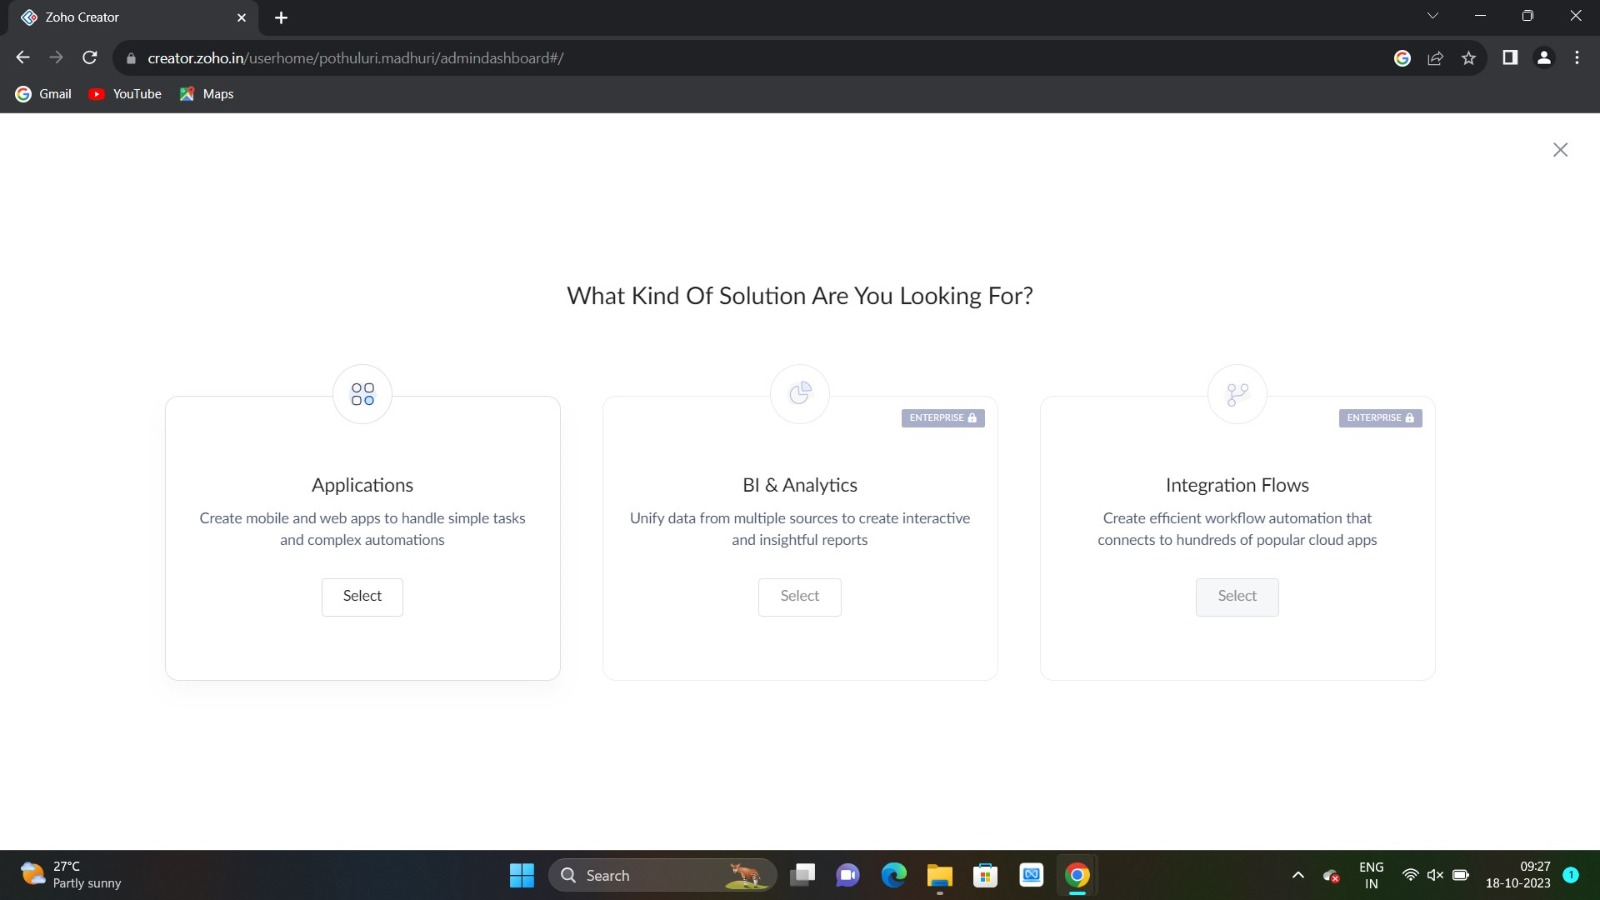 Zoho Creator
creator.zoho.in/userhome/pothuluri.madhuri/admindashboard#/
Gmail
YouTube
Maps
What Kind Of Solution Are You Looking For?
ENTERPRISE
ENTERPRISE
Applications
Create mobile and web apps to handle simple tasks
and complex automations
Select
BI & Analytics
Unify data from multiple sources to create interactive
and insightful reports
Select
Integration Flows
Create efficient workflow automation that
connects to hundreds of popular cloud apps
Select
27°C
Partly sunny
Search
ENG
IN
09:27
18-10-2023
1